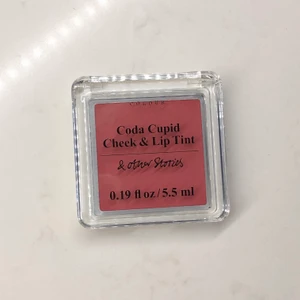 Coda Cupid
Cheek & Lip Tint
& other Stories
0.19 fl oz / 5.5 ml